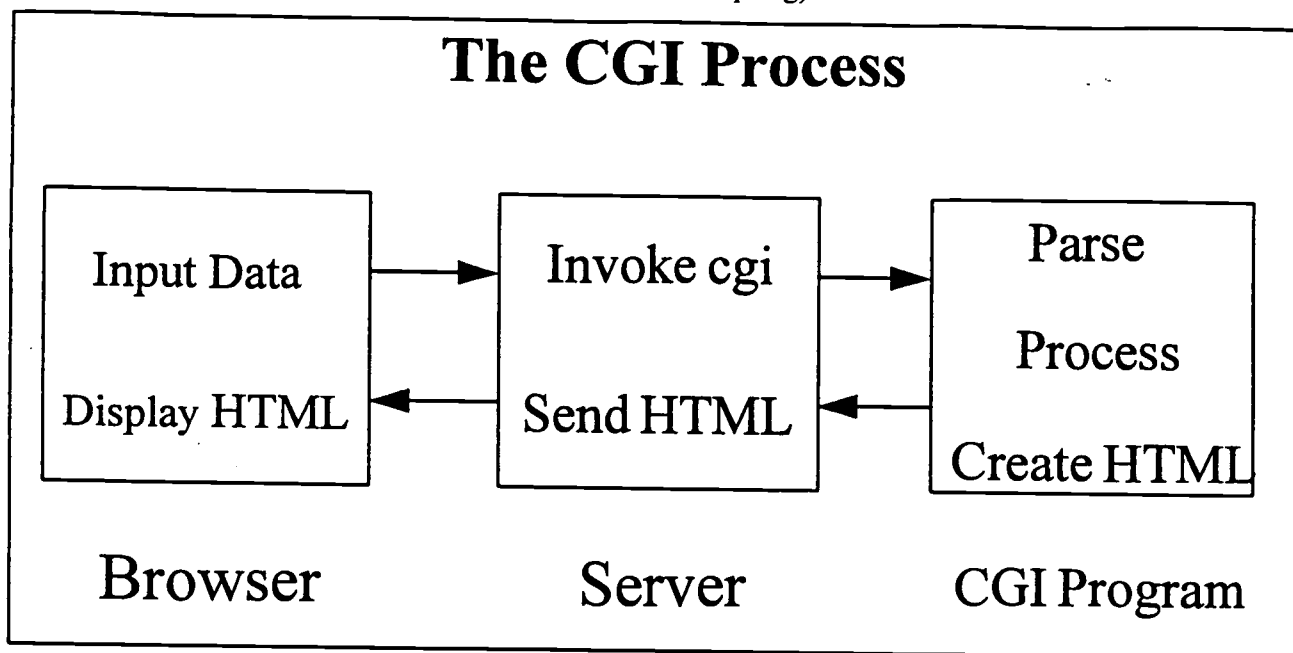 The CGI Process
Input Data
Display HTML
Invoke cgi
Send HTML
Parse
Process
Create HTML
Browser
Server
CGI Program